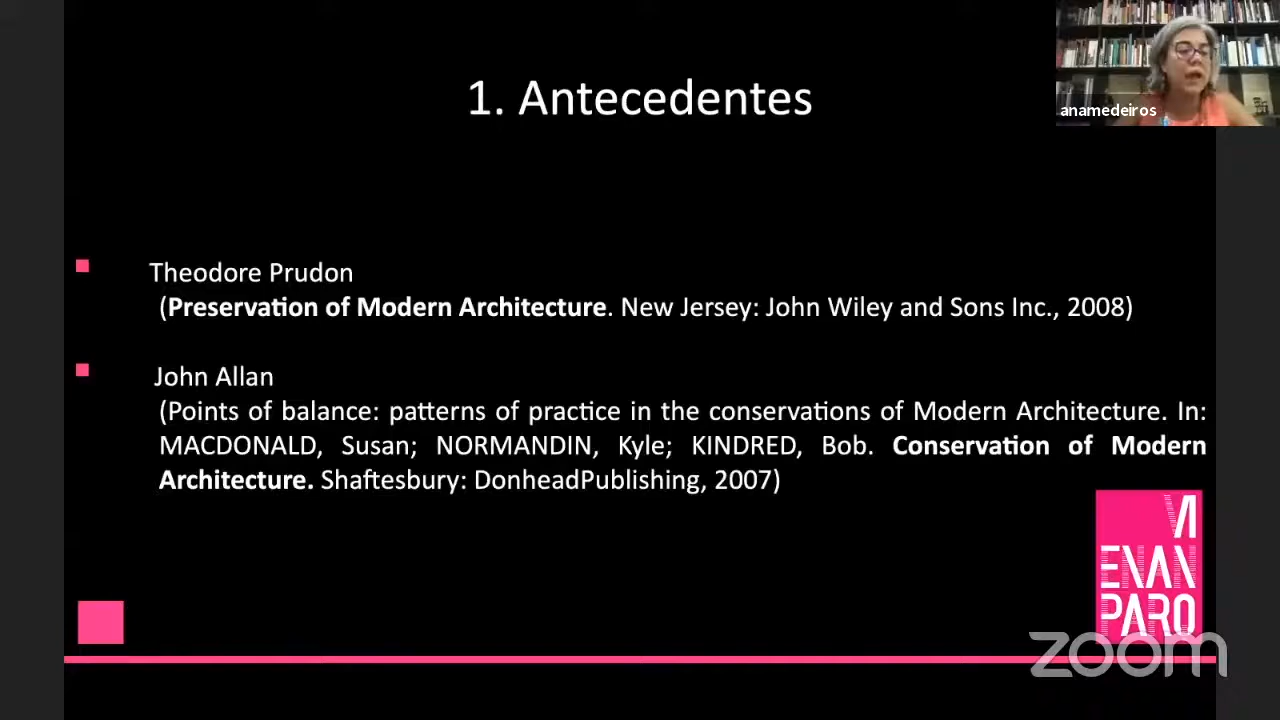 1. Antecedentes
anamedeiros
Theodore Prudon
(Preservation of Modern Architecture. New Jersey: John Wiley and Sons Inc., 2008)
John Allan
(Points of balance: patterns of practice in the conservations of Modern Architecture. In:
MACDONALD, Susan; NORMANDIN, Kyle; KINDRED, Bob. Conservation of Modern
Architecture. Shaftesbury: DonheadPublishing, 2007)
VI
ENAN
PARQ
zoom